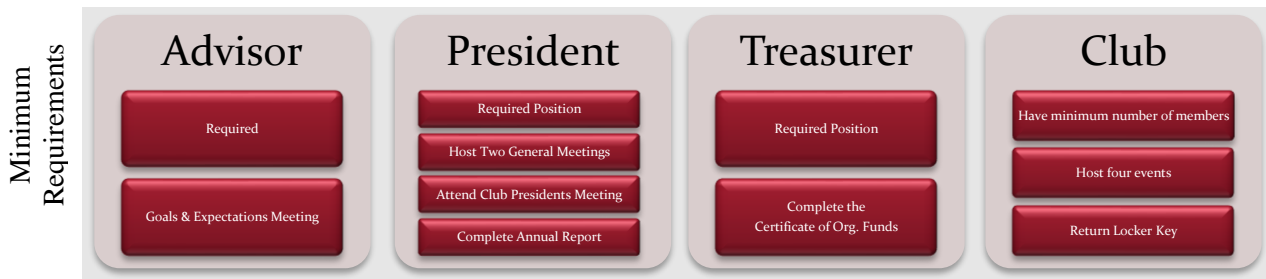 Minimum
Requirements
Advisor
Required
Goals & Expectations Meeting
President
Required Position
Host Two General Meetings
Attend Club Presidents Meeting
Complete Annual Report
Treasurer
Required Position
Complete the
Certificate of Org. Funds
Club
Have minimum number of members
Host four events
Return Locker Key